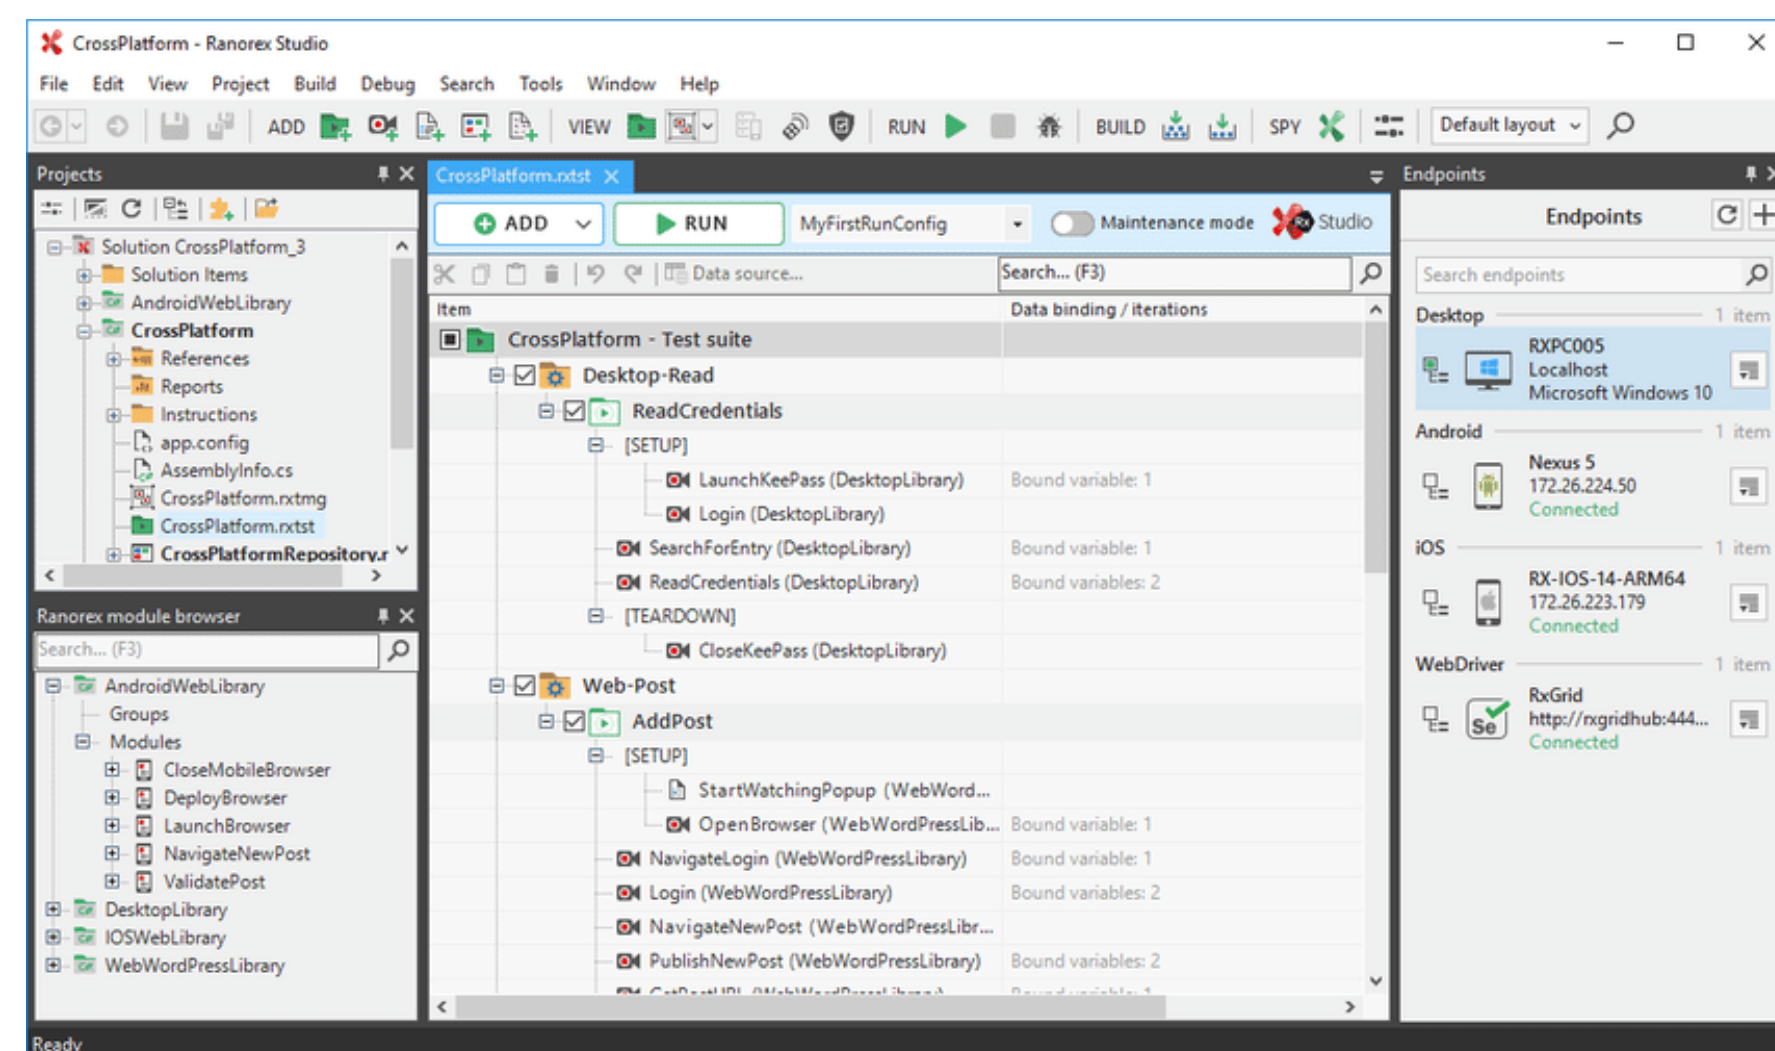 CrossPlatform - Ranorex Studio
File Edit View Project Build Debug Search Tools Window Help
ADD VIEW RUN BUILD SPY Default layout
Projects
Solution CrossPlatform_3
Solution Items
AndroidWebLibrary
CrossPlatform
References
Reports
Instructions
app.config
AssemblyInfo.cs
CrossPlatform.rxtmg
CrossPlatform.rxtst
CrossPlatformRepository.r
Ranorex module browser
Search... (F3)
AndroidWebLibrary
Groups
Modules
CloseMobileBrowser
DeployBrowser
LaunchBrowser
NavigateNewPost
ValidatePost
DesktopLibrary
IOSWebLibrary
WebWordPressLibrary
CrossPlatform.rxtst
ADD RUN MyFirstRunConfig Maintenance mode Rx Studio
Data source... Search... (F3)
Item Data binding / iterations
CrossPlatform - Test suite
Desktop-Read
ReadCredentials
[SETUP]
LaunchKeePass (DesktopLibrary) Bound variable: 1
Login (DesktopLibrary)
SearchForEntry (DesktopLibrary) Bound variable: 1
ReadCredentials (DesktopLibrary) Bound variables: 2
[TEARDOWN]
CloseKeePass (DesktopLibrary)
Web-Post
AddPost
[SETUP]
StartWatchingPopup (WebWord...
OpenBrowser (WebWordPressLib... Bound variable: 1
NavigateLogin (WebWordPressLibrary) Bound variable: 1
Login (WebWordPressLibrary) Bound variables: 2
NavigateNewPost (WebWordPressLibr...
PublishNewPost (WebWordPressLibrary) Bound variables: 2
GetPostURL (WebWordPressLibrary) Bound variable: 1
Endpoints
Endpoints
Search endpoints
Desktop 1 item
RXPC005
Localhost
Microsoft Windows 10
Android 1 item
Nexus 5
172.26.224.50
Connected
iOS 1 item
RX-IOS-14-ARM64
172.26.223.179
Connected
WebDriver 1 item
Se
RxGrid
http://rxgridhub:444...
Connected
Ready